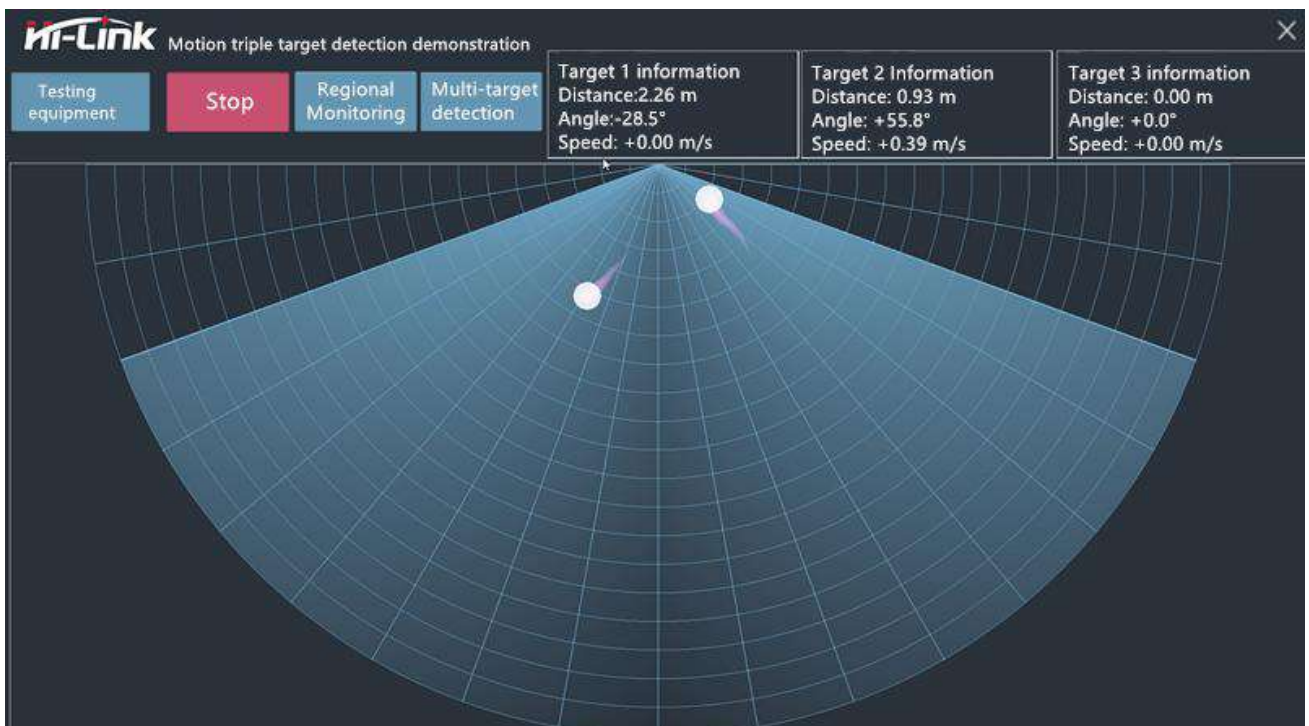 Hi-Link Motion triple target detection demonstration
Testing
equipment
Stop
Regional
Monitoring
Multi-target
detection
Target 1 information
Distance:2.26 m
Angle:-28.5°
Speed: +0.00 m/s
Target 2 Information
Distance: 0.93 m
Angle: +55.8°
Speed: +0.39 m/s
Target 3 information
Distance: 0.00 m
Angle: +0.0°
Speed: +0.00 m/s